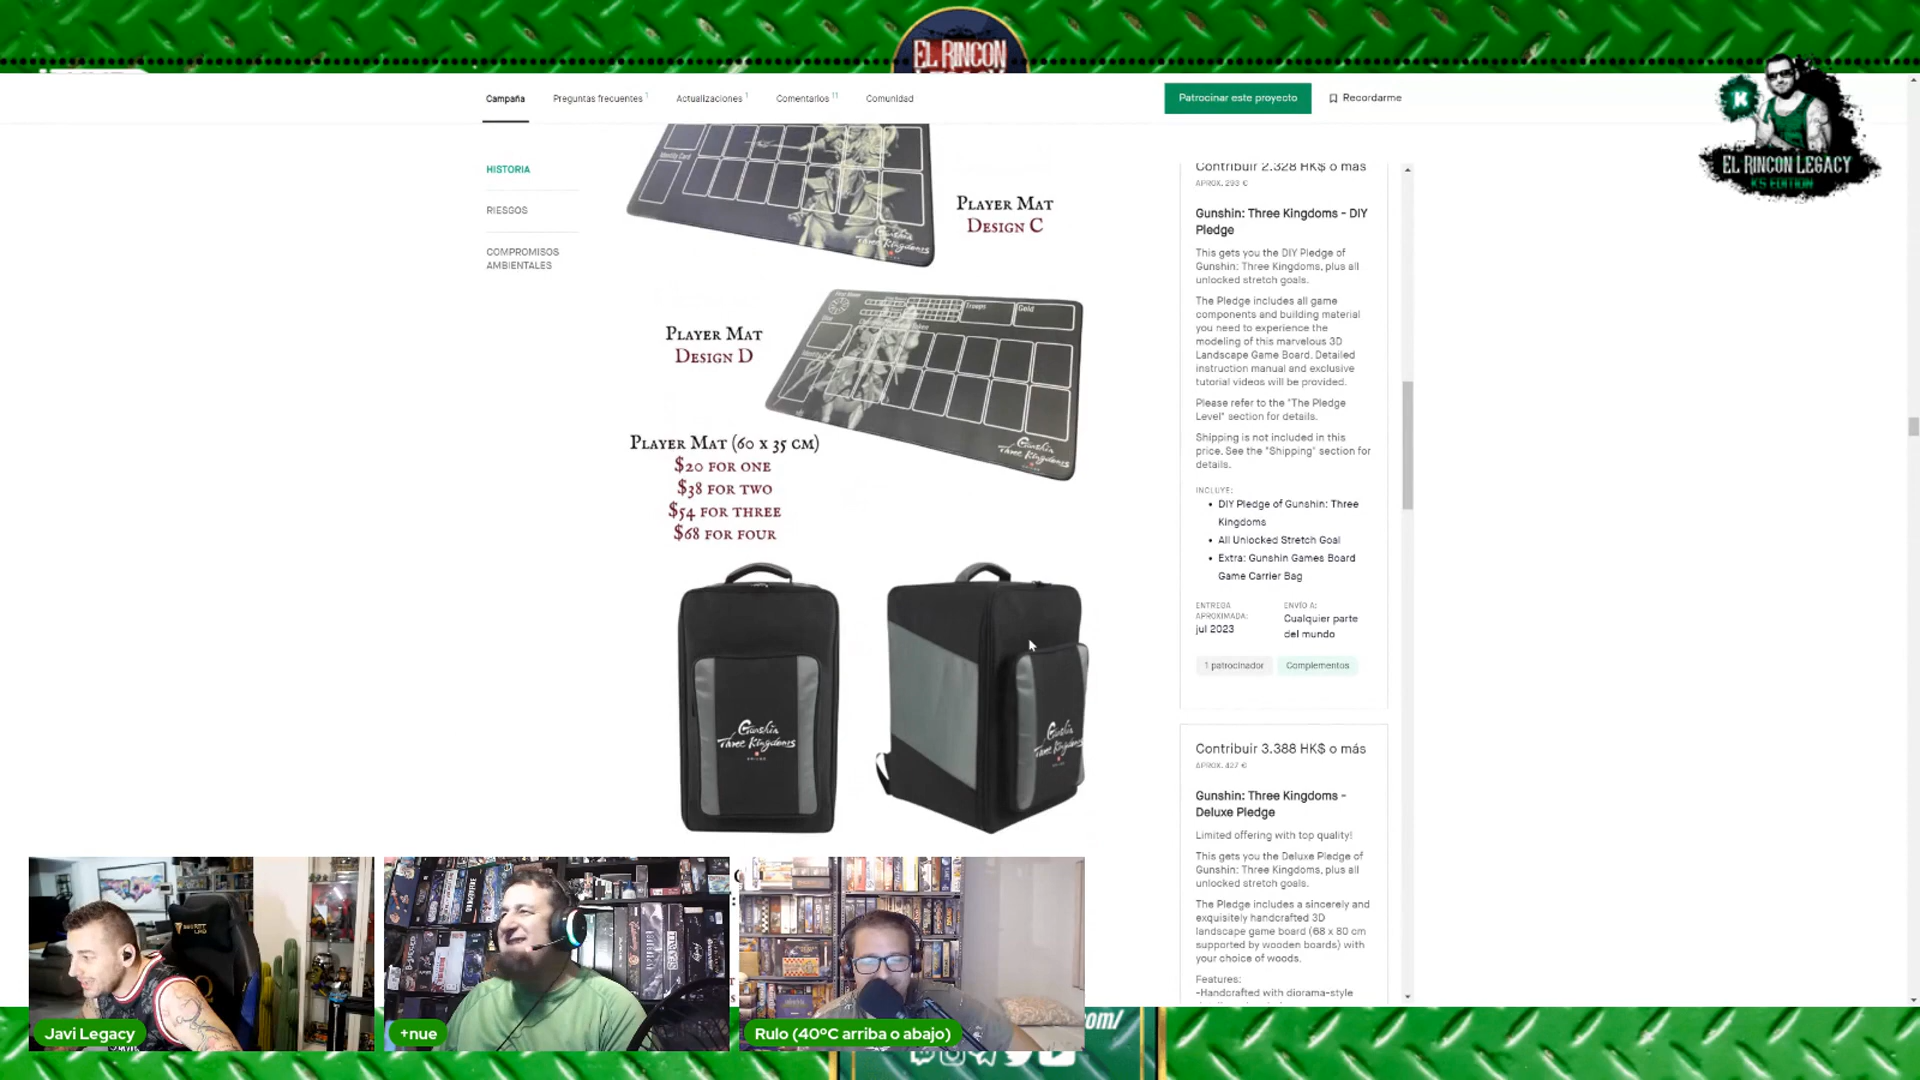 EL RINCON
LEGACY
Campaña
Preguntas frecuentes 1
Actualizaciones 1
Comentarios 11
Comunidad
Patrocinar este proyecto
Recordarme
K
EL RINCON LEGACY
KS EDITION
HISTORIA
RIESGOS
COMPROMISOS
AMBIENTALES
Identity Card
Gunshin
Three Kingdoms
Player Mat
Design C
Player Mat
Design D
Troops
Gold
Gunshin
Three Kingdoms
Player Mat (60 x 35 cm)
$20 for one
$38 for two
$54 for three
$68 for four
Gunshin
Three Kingdoms
Gunshin
Three Kingdoms
Contribuir 2.328 HK$ o más
APROX. 293 €
Gunshin: Three Kingdoms - DIY
Pledge
This gets you the DIY Pledge of
Gunshin: Three Kingdoms, plus all
unlocked stretch goals.
The Pledge includes all game
components and building material
you need to experience the
modeling of this marvelous 3D
Landscape Game Board. Detailed
instruction manual and exclusive
tutorial videos will be provided.
Please refer to the "The Pledge
Level" section for details.
Shipping is not included in this
price. See the "Shipping" section for
details.
INCLUYE:
• DIY Pledge of Gunshin: Three
Kingdoms
• All Unlocked Stretch Goal
• Extra: Gunshin Games Board
Game Carrier Bag
ENTREGA
APROXIMADA:
jul 2023
ENVÍO A:
Cualquier parte
del mundo
1 patrocinador
Complementos
Contribuir 3.388 HK$ o más
APROX. 427 €
Gunshin: Three Kingdoms -
Deluxe Pledge
Limited offering with top quality!
This gets you the Deluxe Pledge of
Gunshin: Three Kingdoms, plus all
unlocked stretch goals.
The Pledge includes a sincerely and
exquisitely handcrafted 3D
landscape game board (68 x 80 cm
supported by wooden boards) with
your choice of woods.
Features:
-Handcrafted with diorama-style
Javi Legacy
+nue
Rulo (40ºC arriba o abajo)
om/